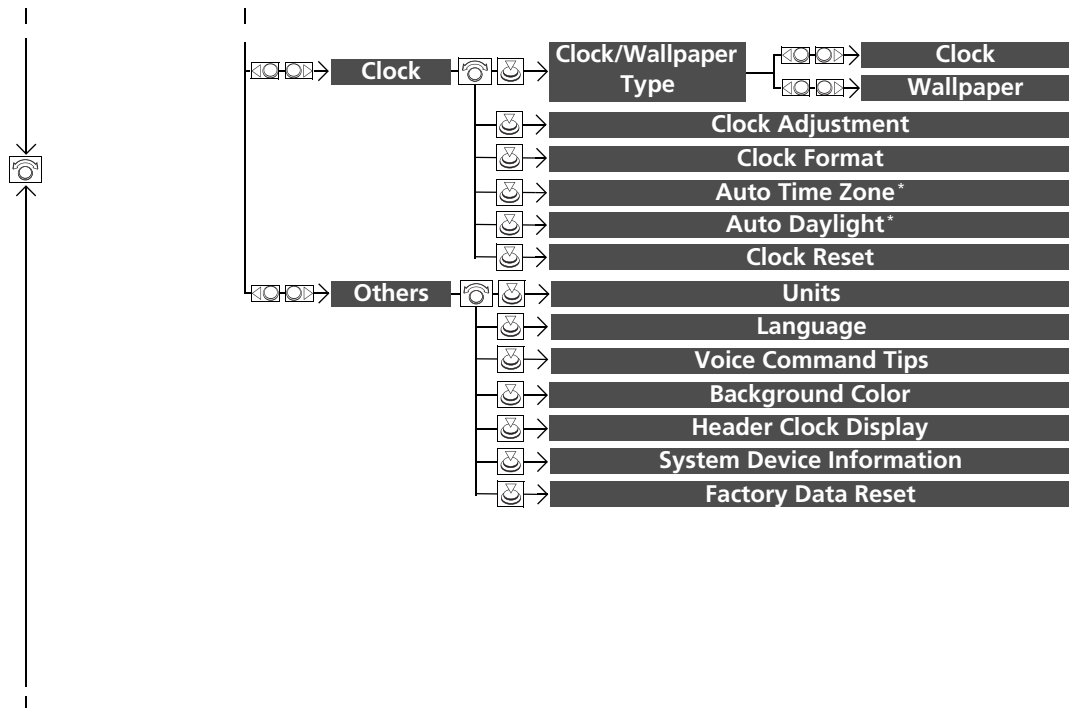 Clock
Clock/Wallpaper
Type
Clock
Wallpaper
Clock Adjustment
Clock Format
Auto Time Zone*
Auto Daylight*
Clock Reset
Others
Units
Language
Voice Command Tips
Background Color
Header Clock Display
System Device Information
Factory Data Reset